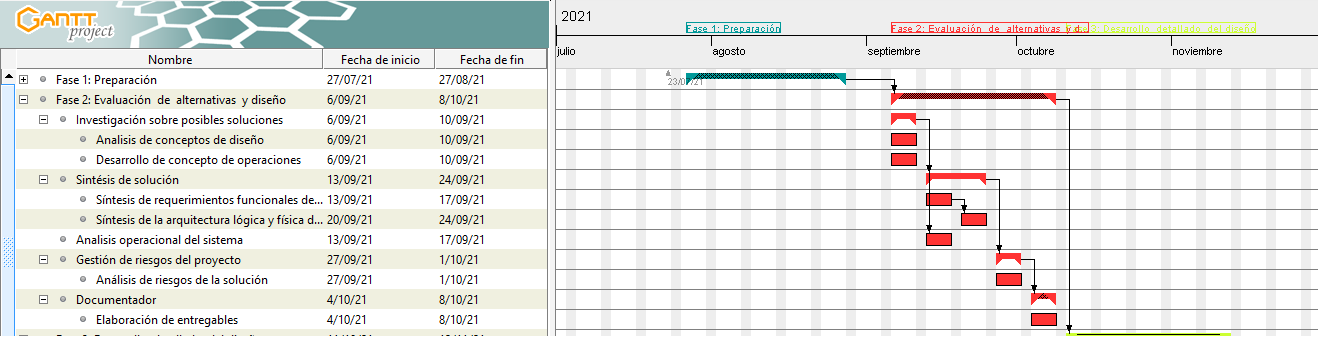 GANTT
project
2021
Fase 1: Preparación
Fase 2: Evaluación de alternativas y d...
3: Desarrollo detallado del diseño
julio agosto septiembre octubre noviembre
Nombre Fecha de inicio Fecha de fin
Fase 1: Preparación 27/07/21 27/08/21
Fase 2: Evaluación de alternativas y diseño 6/09/21 8/10/21
Investigación sobre posibles soluciones 6/09/21 10/09/21
Analisis de conceptos de diseño 6/09/21 10/09/21
Desarrollo de concepto de operaciones 6/09/21 10/09/21
Sintésis de solución 13/09/21 24/09/21
Síntesis de requerimientos funcionales de... 13/09/21 17/09/21
Síntesis de la arquitectura lógica y física d... 20/09/21 24/09/21
Analisis operacional del sistema 13/09/21 17/09/21
Gestión de riesgos del proyecto 27/09/21 1/10/21
Análisis de riesgos de la solución 27/09/21 1/10/21
Documentador 4/10/21 8/10/21
Elaboración de entregables 4/10/21 8/10/21